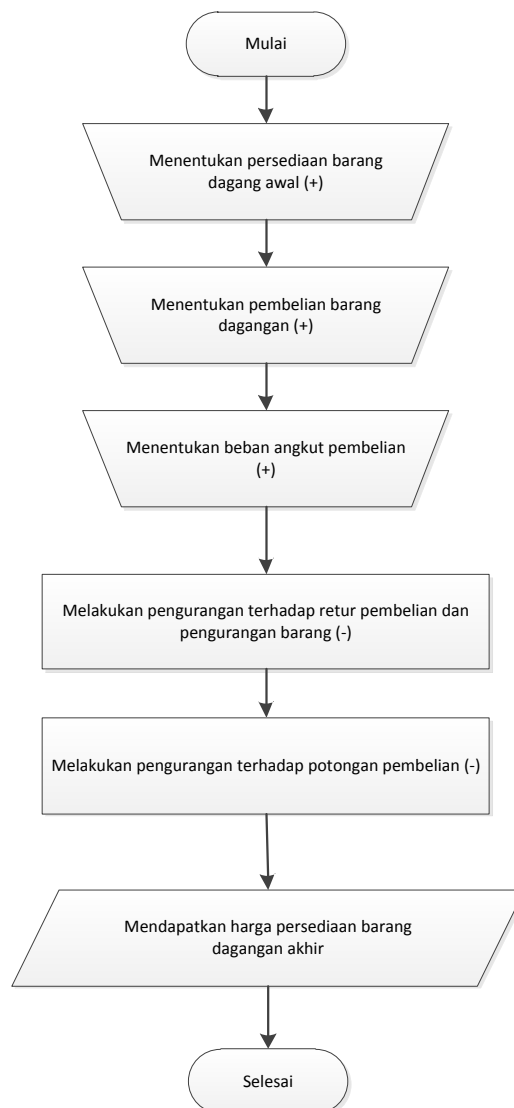 Mulai
Menentukan persediaan barang
dagang awal (+)
Menentukan pembelian barang
dagangan (+)
Menentukan beban angkut pembelian
(+)
Melakukan pengurangan terhadap retur pembelian dan
pengurangan barang (-)
Melakukan pengurangan terhadap potongan pembelian (-)
Mendapatkan harga persediaan barang
dagangan akhir
Selesai